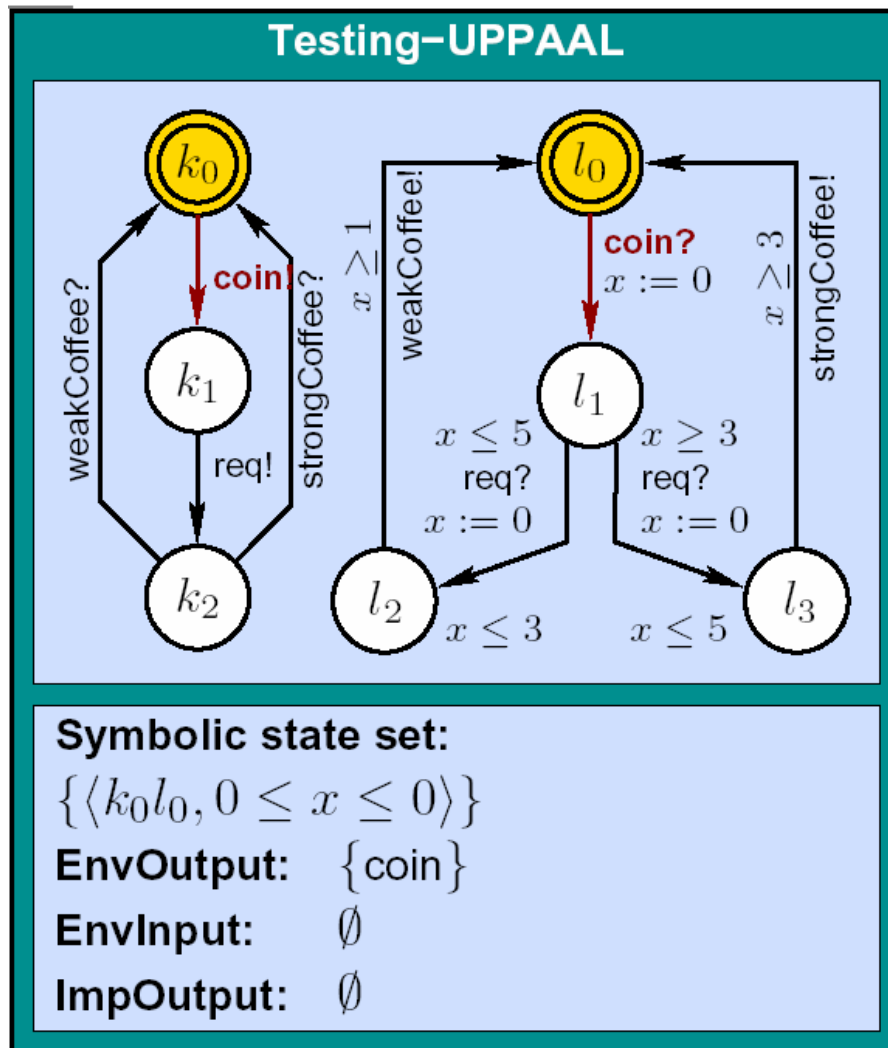 Testing–UPPAAL
k₀
coin!
k₁
req!
k₂
weakCoffee?
strongCoffee?
l₀
coin?
x := 0
l₁
x ≥ 1
weakCoffee!
x ≥ 3
strongCoffee!
x ≤ 5
req?
x := 0
x ≥ 3
req?
x := 0
l₂
x ≤ 3
x ≤ 5
l₃
Symbolic state set:
{⟨k₀l₀, 0 ≤ x ≤ 0⟩}
EnvOutput: {coin}
EnvInput: ∅
ImpOutput: ∅